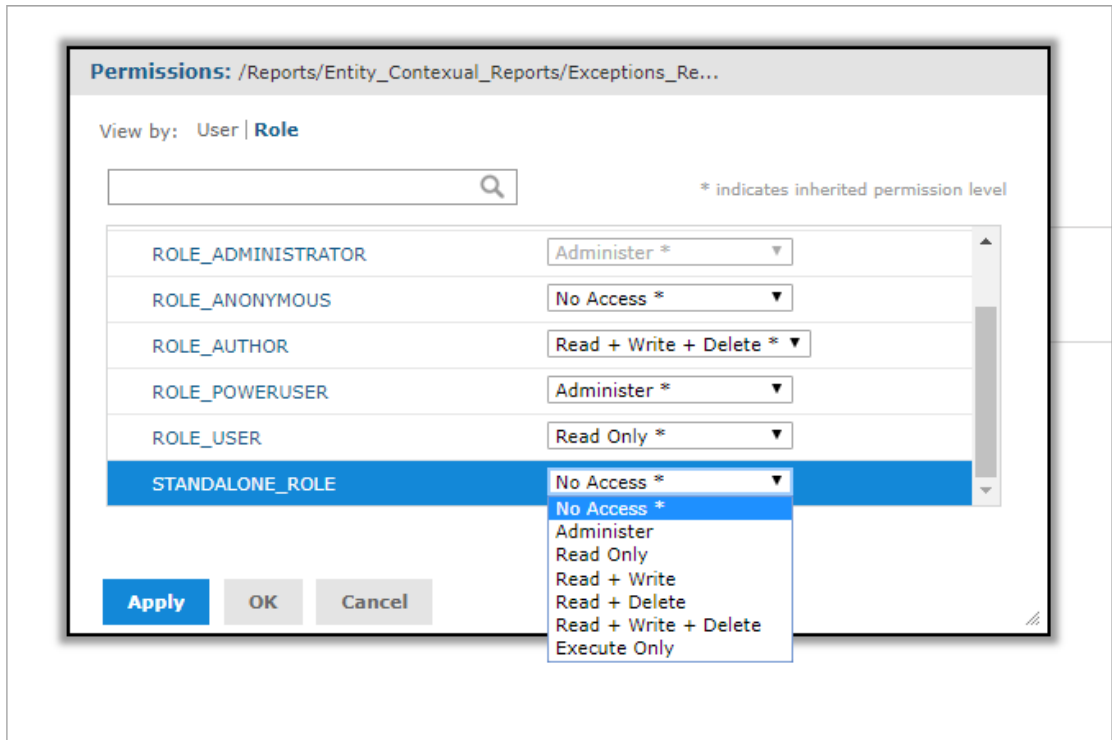 Permissions: /Reports/Entity_Contexual_Reports/Exceptions_Re...
View by: User | Role
* indicates inherited permission level
ROLE_ADMINISTRATOR Administer *
ROLE_ANONYMOUS No Access *
ROLE_AUTHOR Read + Write + Delete *
ROLE_POWERUSER Administer *
ROLE_USER Read Only *
STANDALONE_ROLE No Access *
No Access *
Administer
Read Only
Read + Write
Read + Delete
Read + Write + Delete
Execute Only
Apply OK Cancel